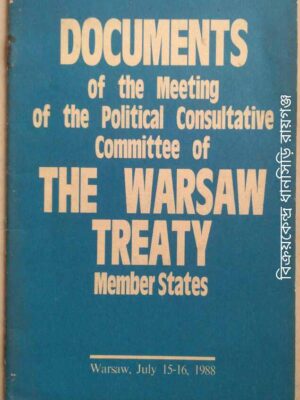 DOCUMENTS
of the Meeting
of the Political Consultative
Committee of
THE WARSAW
TREATY
Member States
Warsaw, July 15-16, 1988
বিক্রয়কেন্দ্র ধানসিড়ি রায়গঞ্জ